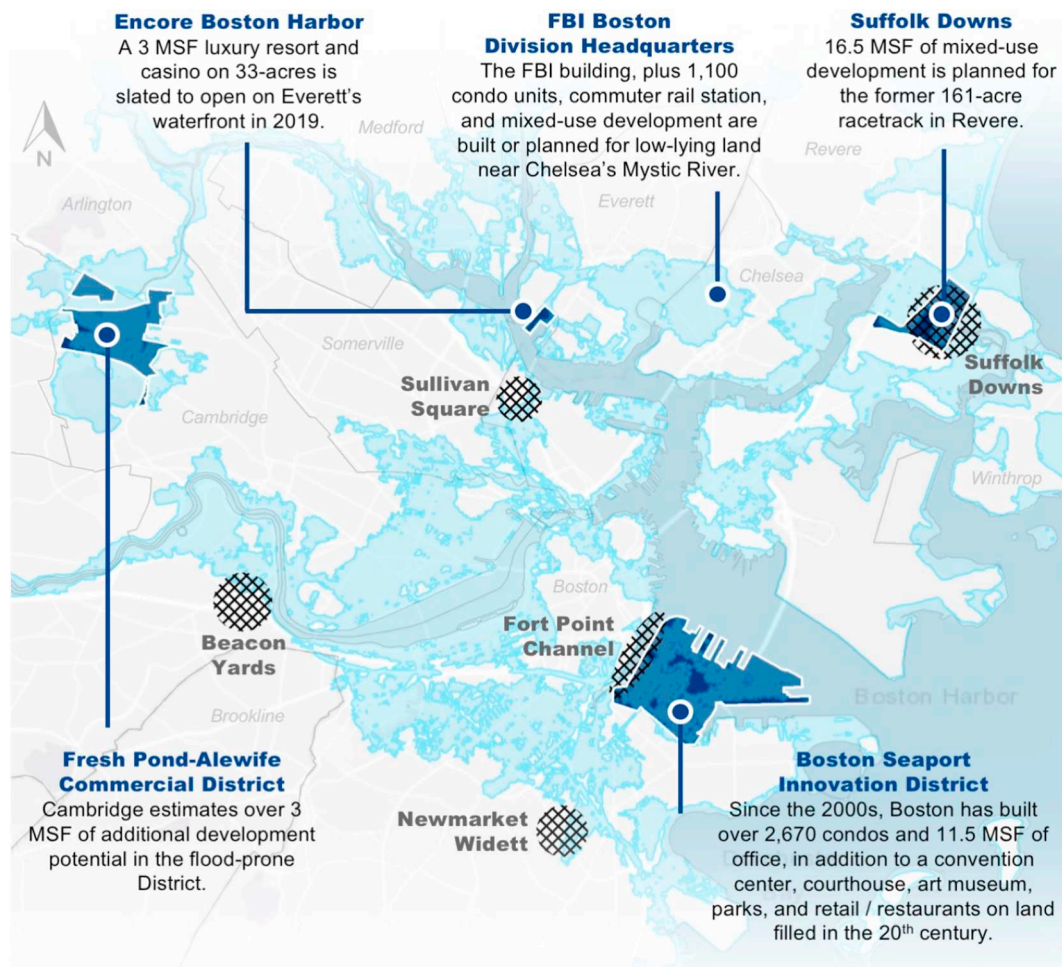 Encore Boston Harbor
A 3 MSF luxury resort and
casino on 33-acres is
slated to open on Everett's
waterfront in 2019.
FBI Boston
Division Headquarters
The FBI building, plus 1,100
condo units, commuter rail station,
and mixed-use development are
built or planned for low-lying land
near Chelsea's Mystic River.
Suffolk Downs
16.5 MSF of mixed-use
development is planned for
the former 161-acre
racetrack in Revere.
N
Medford
Revere
Arlington
Everett
Chelsea
Somerville
Sullivan
Square
Suffolk
Downs
Cambridge
Winthrop
Boston
Fort Point
Channel
Beacon
Yards
Boston Harbor
Brookline
Fresh Pond-Alewife
Commercial District
Cambridge estimates over 3
MSF of additional development
potential in the flood-prone
District.
Newmarket
Widett
Boston Seaport
Innovation District
Since the 2000s, Boston has built
over 2,670 condos and 11.5 MSF of
office, in addition to a convention
center, courthouse, art museum,
parks, and retail / restaurants on land
filled in the 20th century.